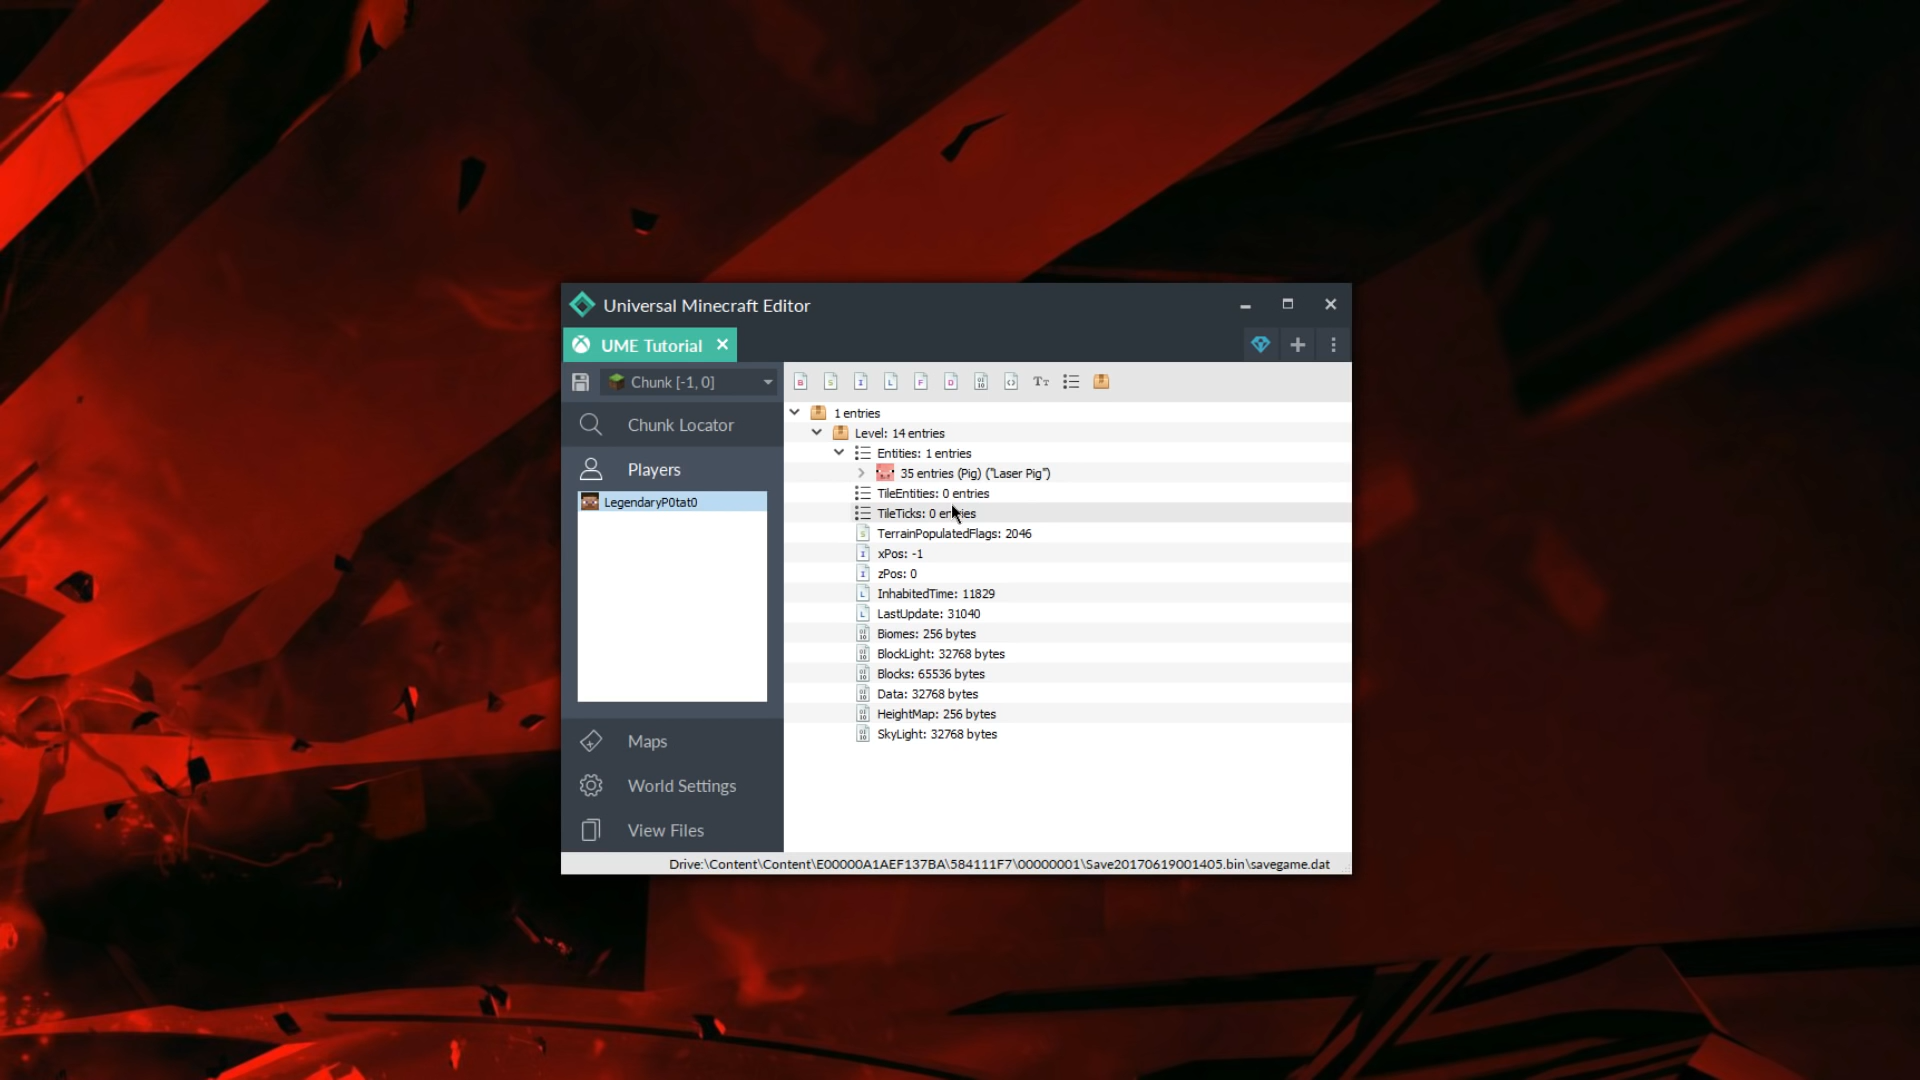 Universal Minecraft Editor
UME Tutorial
Chunk [-1, 0]
B S I L F D Tт
Chunk Locator
Players
LegendaryP0tat0
Maps
World Settings
View Files
1 entries
Level: 14 entries
Entities: 1 entries
35 entries (Pig) ("Laser Pig")
TileEntities: 0 entries
TileTicks: 0 entries
TerrainPopulatedFlags: 2046
xPos: -1
zPos: 0
InhabitedTime: 11829
LastUpdate: 31040
Biomes: 256 bytes
BlockLight: 32768 bytes
Blocks: 65536 bytes
Data: 32768 bytes
HeightMap: 256 bytes
SkyLight: 32768 bytes
Drive:\Content\Content\E00000A1AEF137BA\584111F7\00000001\Save20170619001405.bin\savegame.dat